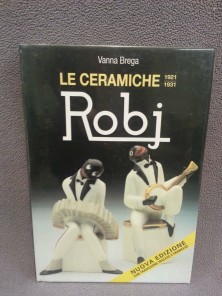 Vanna Brega
LE CERAMICHE 1921
1931
Robj
NUOVA EDIZIONE